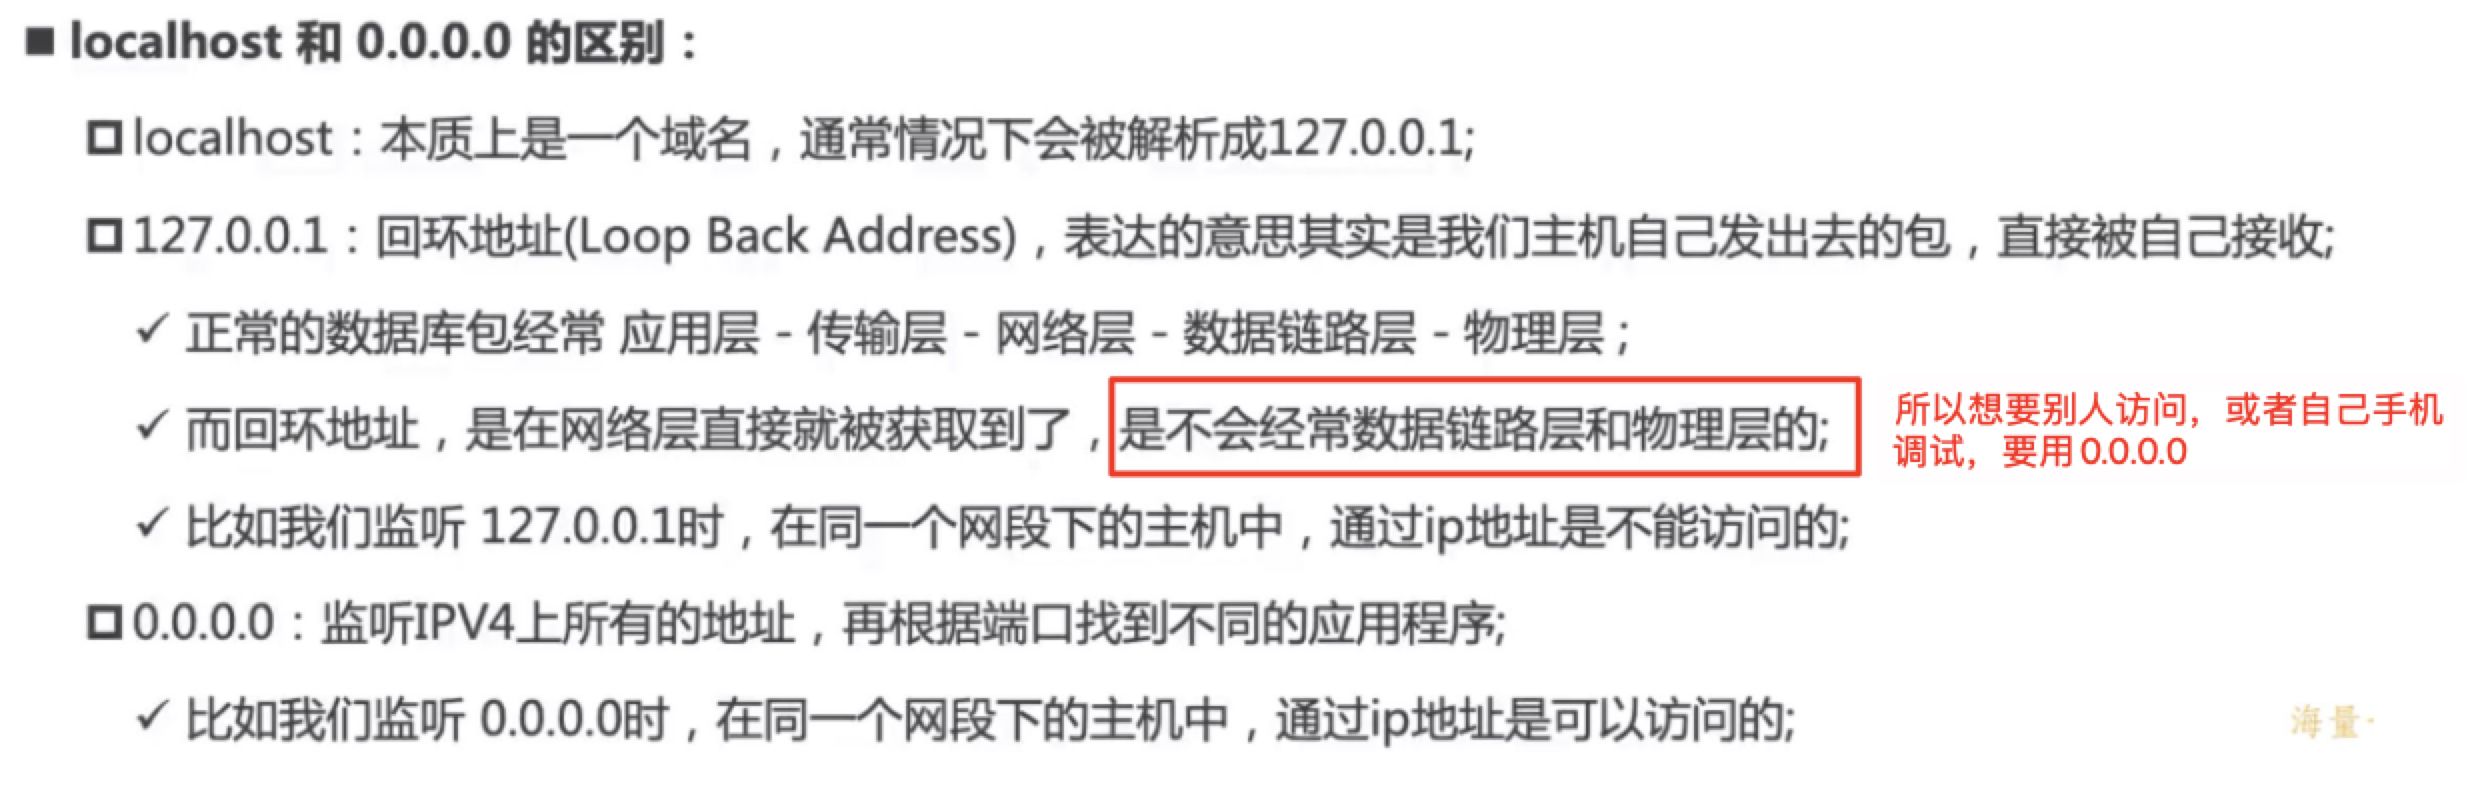 ■ localhost 和 0.0.0.0 的区别：
localhost：本质上是一个域名，通常情况下会被解析成127.0.0.1;
127.0.0.1：回环地址(Loop Back Address)，表达的意思其实是我们主机自己发出去的包，直接被自己接收;
✓ 正常的数据库包经常 应用层 - 传输层 - 网络层 - 数据链路层 - 物理层；
✓ 而回环地址，是在网络层直接就被获取到了，是不会经常数据链路层和物理层的;
所以想要别人访问，或者自己手机
调试，要用 0.0.0.0
✓ 比如我们监听 127.0.0.1时，在同一个网段下的主机中，通过ip地址是不能访问的;
0.0.0.0：监听IPV4上所有的地址，再根据端口找到不同的应用程序;
✓ 比如我们监听 0.0.0.0时，在同一个网段下的主机中，通过ip地址是可以访问的;
海量·